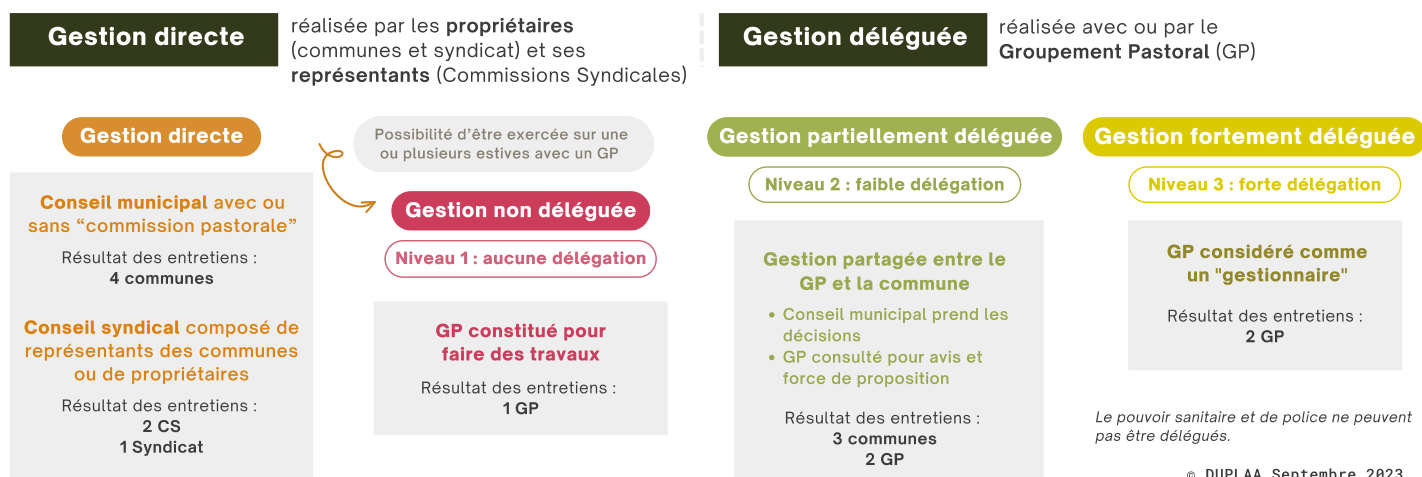 Gestion directe
réalisée par les propriétaires
(communes et syndicat) et ses
représentants (Commissions Syndicales)
Gestion directe
Conseil municipal avec ou
sans “commission pastorale”
Résultat des entretiens :
4 communes
Conseil syndical composé de
représentants des communes
ou de propriétaires
Résultat des entretiens :
2 CS
1 Syndicat
Possibilité d’être exercée sur une
ou plusieurs estives avec un GP
Gestion non déléguée
Niveau 1 : aucune délégation
GP constitué pour
faire des travaux
Résultat des entretiens :
1 GP
Gestion déléguée
réalisée avec ou par le
Groupement Pastoral (GP)
Gestion partiellement déléguée
Niveau 2 : faible délégation
Gestion partagée entre le
GP et la commune
• Conseil municipal prend les
décisions
• GP consulté pour avis et
force de proposition
Résultat des entretiens :
3 communes
2 GP
Gestion fortement déléguée
Niveau 3 : forte délégation
GP considéré comme
un "gestionnaire"
Résultat des entretiens :
2 GP
Le pouvoir sanitaire et de police ne peuvent
pas être délégués.
© DUPLAA Septembre 2023